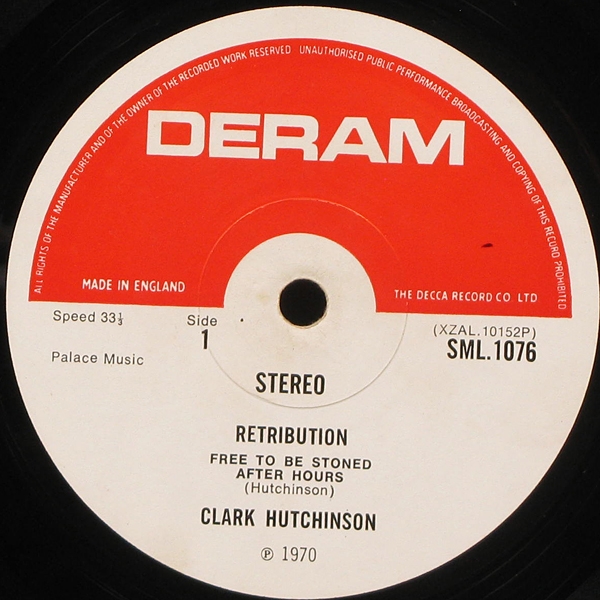 ALL RIGHTS OF THE MANUFACTURER AND OF THE OWNER OF THE RECORDED WORK RESERVED UNAUTHORISED PUBLIC PERFORMANCE BROADCASTING AND COPYING OF THIS RECORD PROHIBITED
DERAM
MADE IN ENGLAND
THE DECCA RECORD CO LTD
Speed 33⅓
Side
1
(XZAL.10152P)
SML.1076
Palace Music
STEREO
RETRIBUTION
FREE TO BE STONED
AFTER HOURS
(Hutchinson)
CLARK HUTCHINSON
℗ 1970